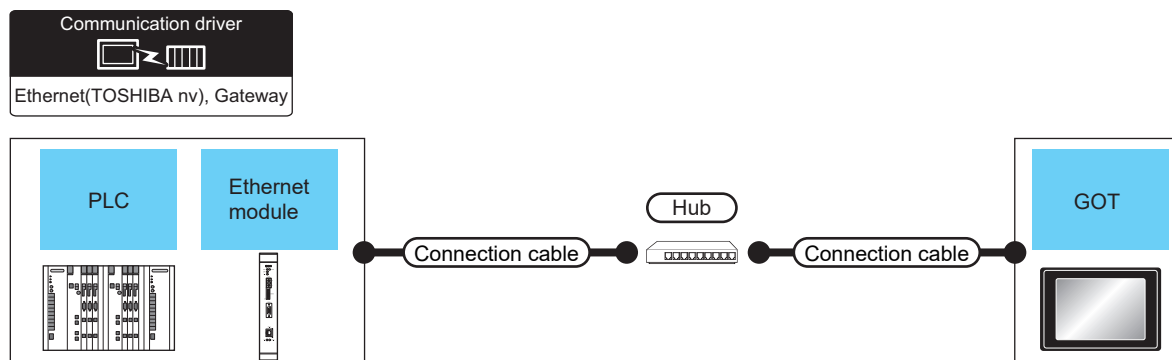 Communication driver
Ethernet(TOSHIBA nv), Gateway
PLC
Ethernet
module
Hub
GOT
Connection cable
Connection cable